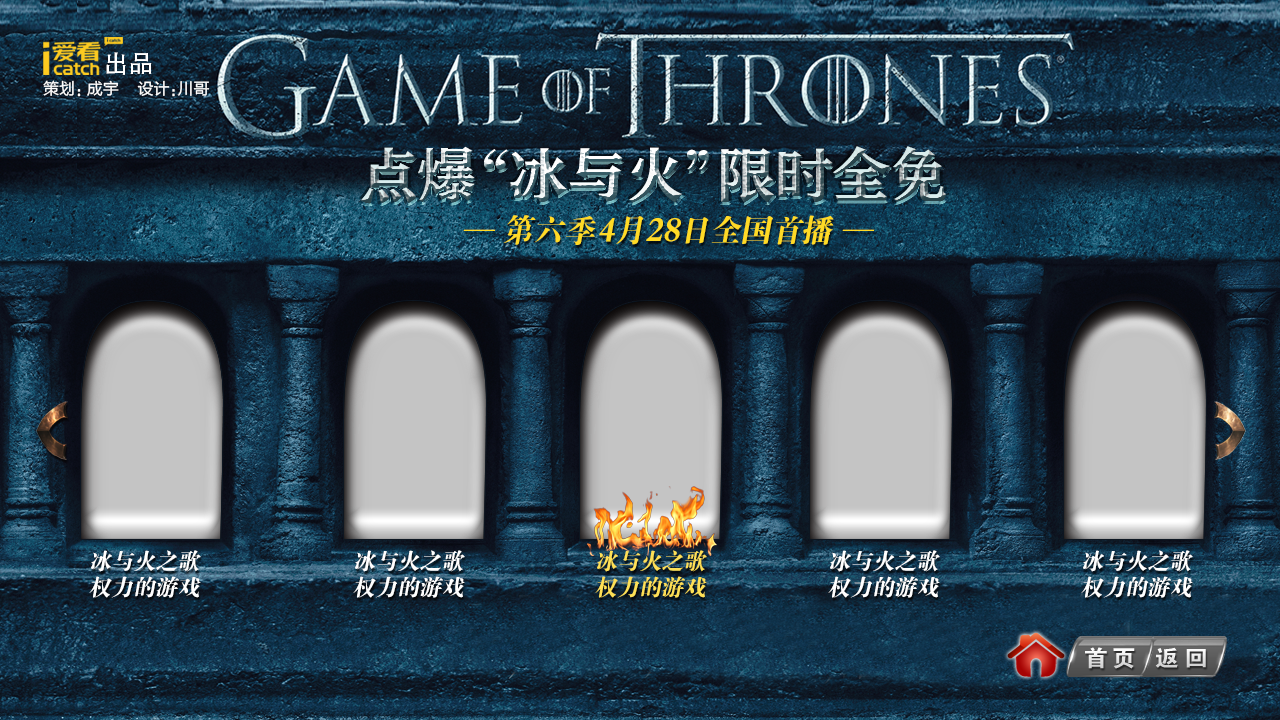 i爱看
catch 出品
策划：成宇 设计：川哥
GAME OF THRONES
点爆“冰与火”限时全免
— 第六季4月28日全国首播 —
冰与火之歌
权力的游戏
冰与火之歌
权力的游戏
冰与火之歌
权力的游戏
冰与火之歌
权力的游戏
冰与火之歌
权力的游戏
首页 返回